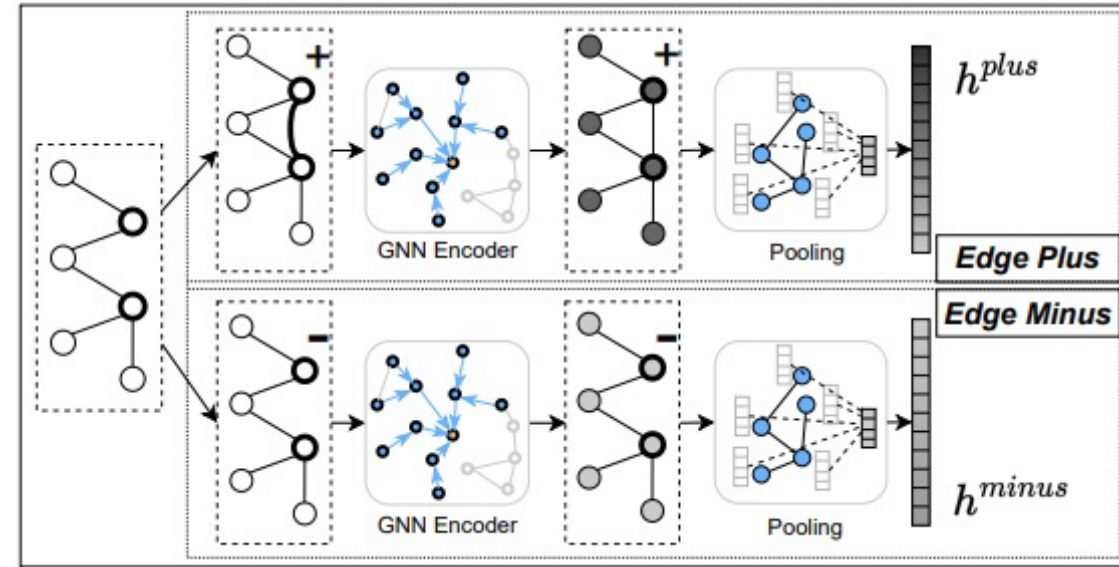 +
+
h^{plus}
GNN Encoder
Pooling
Edge Plus
Edge Minus
-
-
GNN Encoder
Pooling
h^{minus}